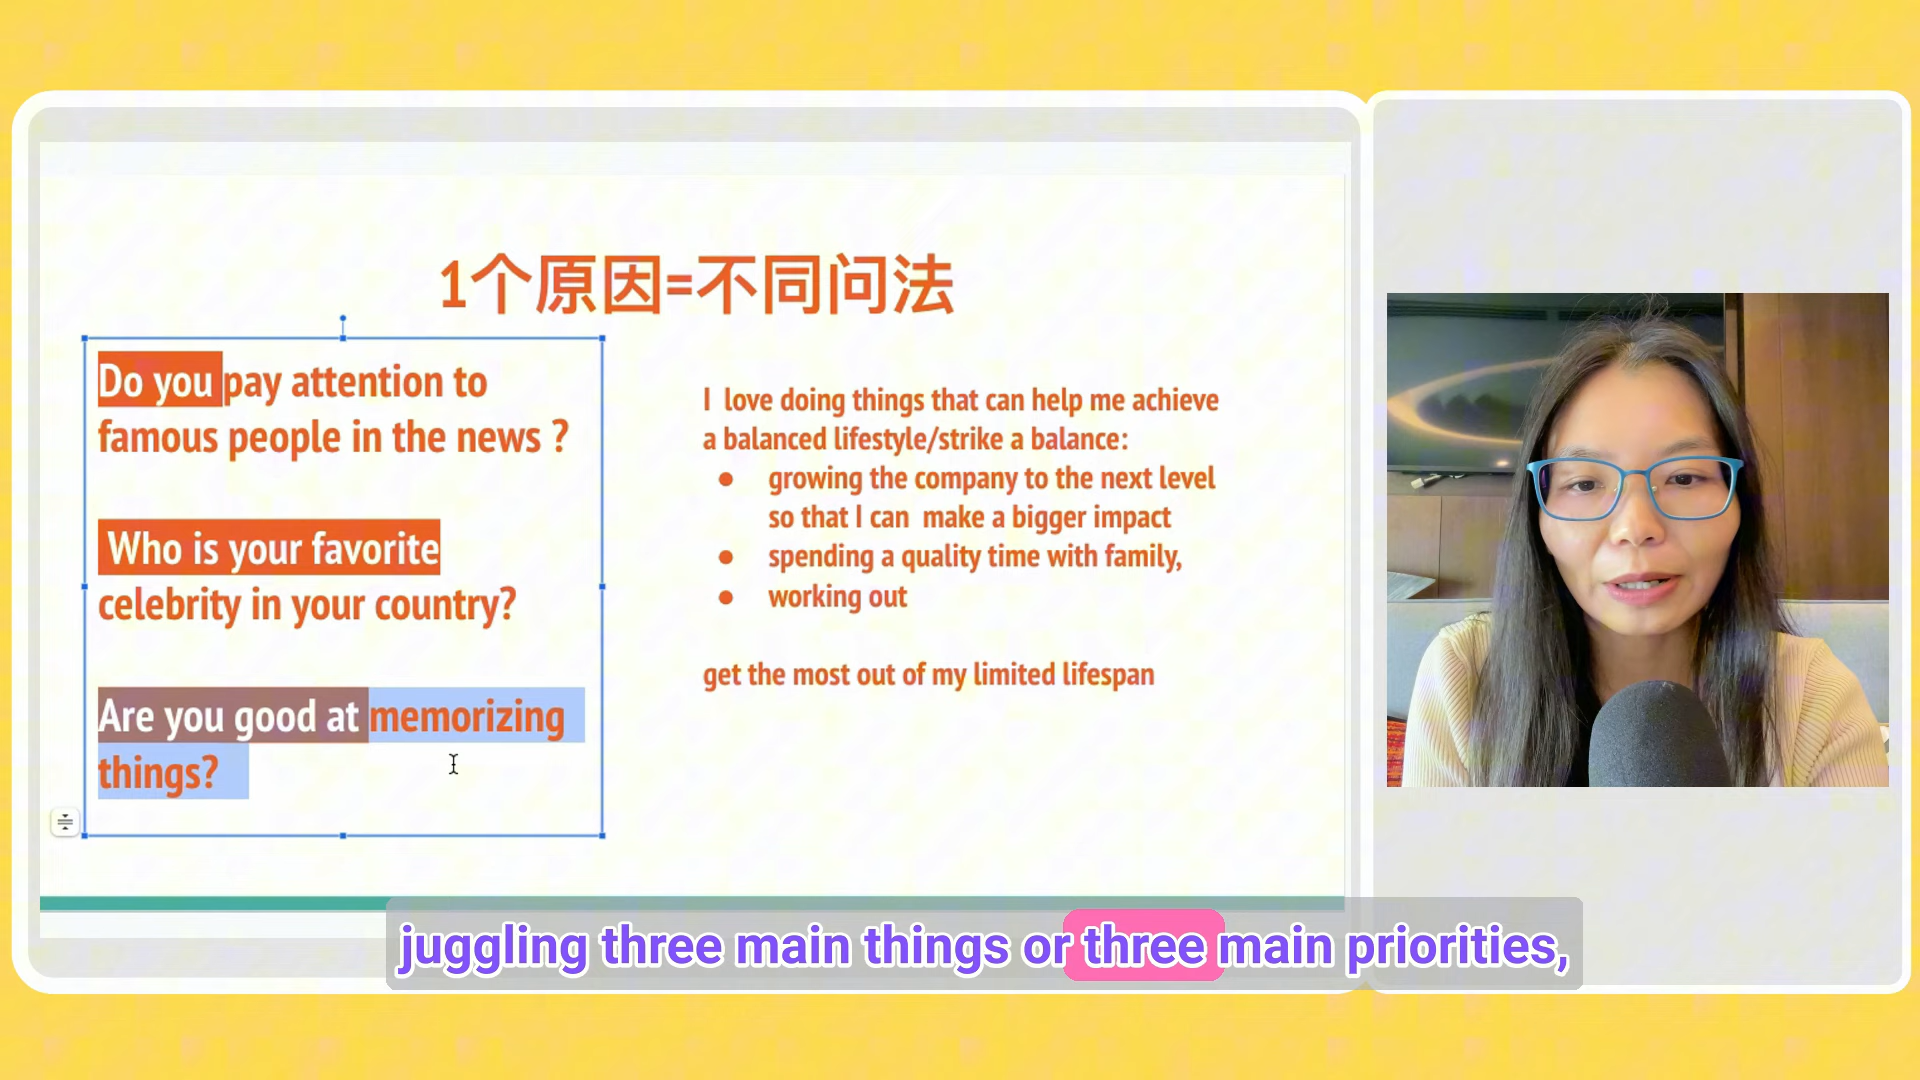 1个原因=不同问法
Do you pay attention to
famous people in the news ?
Who is your favorite
celebrity in your country?
Are you good at memorizing
things?
I love doing things that can help me achieve
a balanced lifestyle/strike a balance:
● growing the company to the next level
so that I can make a bigger impact
● spending a quality time with family,
● working out
get the most out of my limited lifespan
juggling three main things or three main priorities,